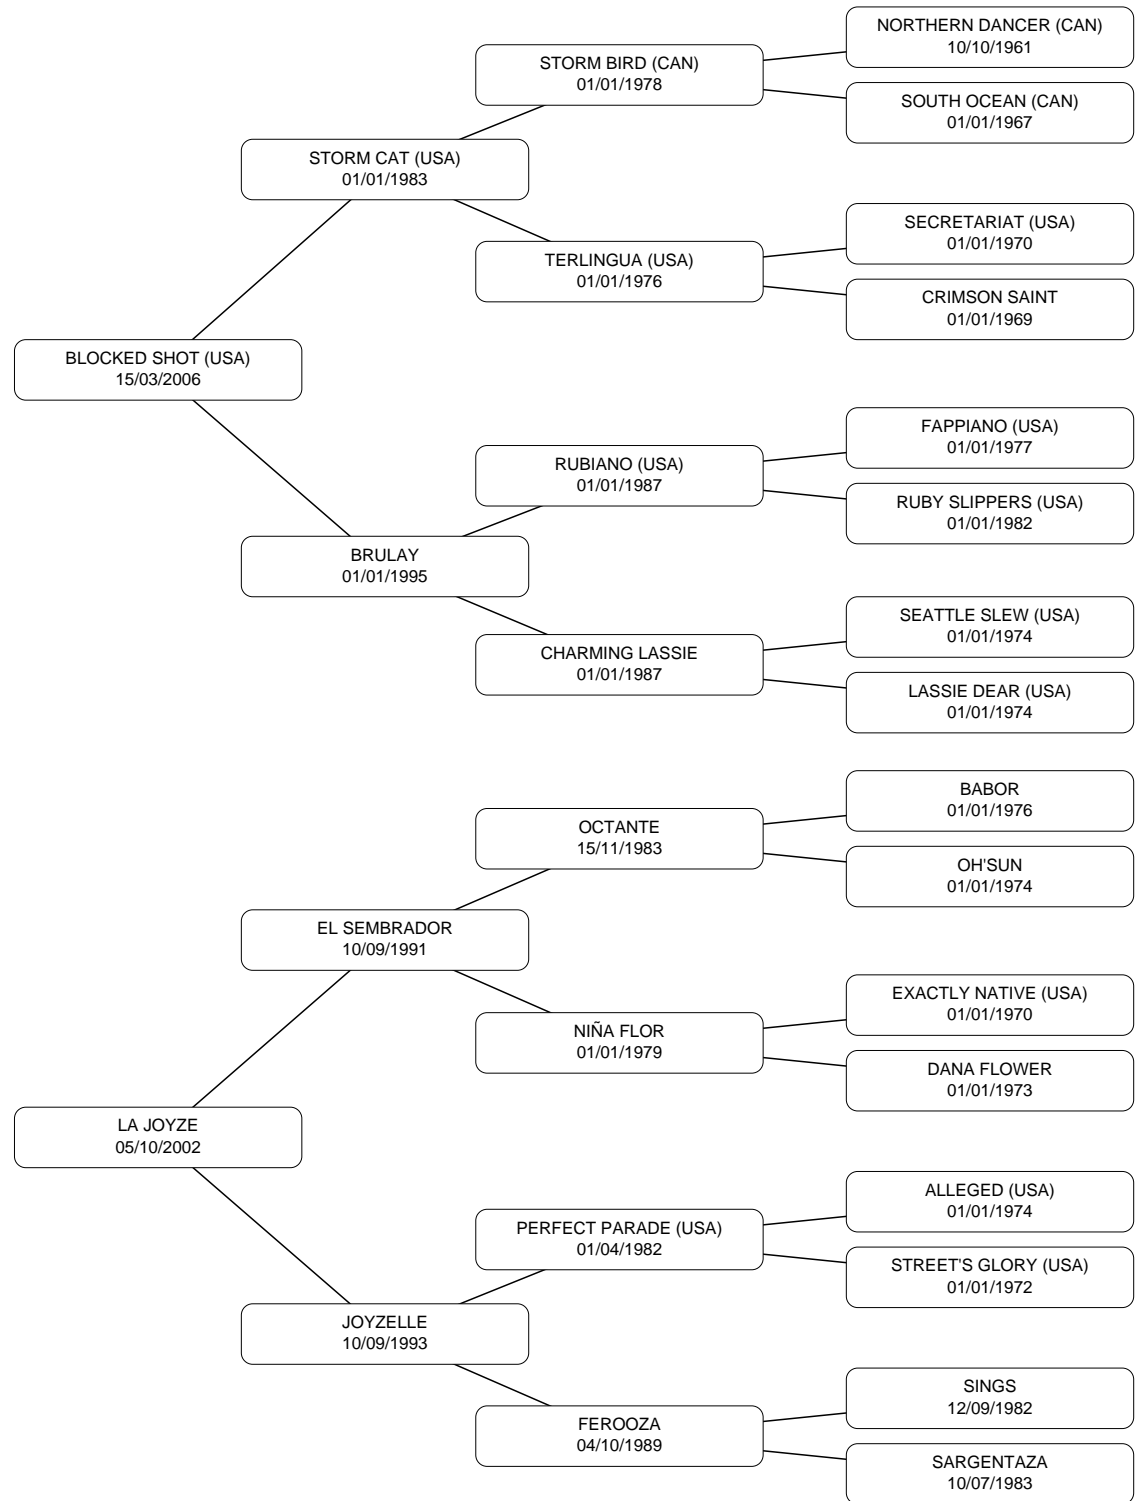 NORTHERN DANCER (CAN)
10/10/1961
STORM BIRD (CAN)
01/01/1978
SOUTH OCEAN (CAN)
01/01/1967
STORM CAT (USA)
01/01/1983
SECRETARIAT (USA)
01/01/1970
TERLINGUA (USA)
01/01/1976
CRIMSON SAINT
01/01/1969
BLOCKED SHOT (USA)
15/03/2006
FAPPIANO (USA)
01/01/1977
RUBIANO (USA)
01/01/1987
RUBY SLIPPERS (USA)
01/01/1982
BRULAY
01/01/1995
SEATTLE SLEW (USA)
01/01/1974
CHARMING LASSIE
01/01/1987
LASSIE DEAR (USA)
01/01/1974
BABOR
01/01/1976
OCTANTE
15/11/1983
OH'SUN
01/01/1974
EL SEMBRADOR
10/09/1991
EXACTLY NATIVE (USA)
01/01/1970
NIÑA FLOR
01/01/1979
DANA FLOWER
01/01/1973
LA JOYZE
05/10/2002
ALLEGED (USA)
01/01/1974
PERFECT PARADE (USA)
01/04/1982
STREET'S GLORY (USA)
01/01/1972
JOYZELLE
10/09/1993
SINGS
12/09/1982
FEROOZA
04/10/1989
SARGENTAZA
10/07/1983